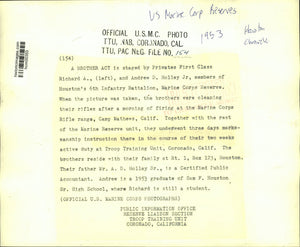 US Marine Corp Reserves
1953
Houston
Chronicle
OFFICIAL U.S.M.C. PHOTO
TTU, NAB. CORONADO, CAL.
TTU, PAC NEG FILE NO. 154
(154)
A BROTHER ACT is shared by Privates First Class
Richard A., (left), and Andrew D. Holley Jr., members of
Houston's 6th Infantry Battalion, Marine Corps Reserve.
When the picture was taken, the brothers were cleaning
their rifles after a morning of firing at the Marine Corps
Rifle Range, Camp Mathews, Calif. Together with the rest
of the Marine Reserve unit, they underwent three days marks-
manship instruction there in the course of their two weeks
active Duty at Troop Training Unit, Coronado, Calif. The
brothers reside with their family at Rt. 1, Box 123, Houston.
Their father Mr. A. D. Holley Sr., is a Certified Public
Accountant. Andrew is a 1953 graduate of Sam F. Houston
Sr. High School, where Richard is still a student.
(OFFICIAL U.S. MARINE CORPS PHOTOGRAPHS)
PUBLIC INFORMATION OFFICE
RESERVE LIAISON SECTION
TROOP TRAINING UNIT
CORONADO, CALIFORNIA